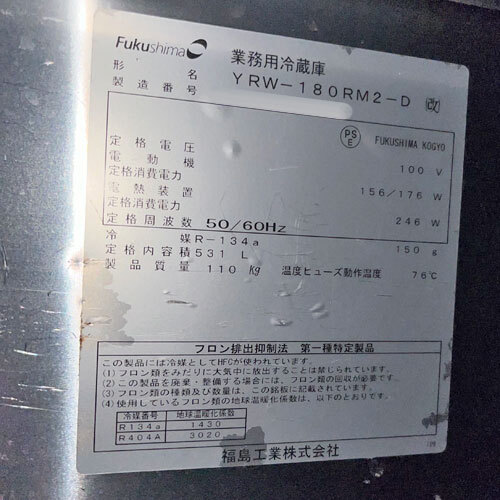 Fukushima
業務用冷蔵庫
形名 YRW-180RM2-D 改
製造番号
PSE FUKUSHIMA KOGYO
定格電圧 100 V
電動機
定格消費電力 156/176 W
電熱装置
定格消費電力 246 W
定格周波数 50/60Hz
冷媒 R-134a 150 g
定格内容積 531 L
製品質量 110 Kg 温度ヒューズ動作温度 76℃
フロン排出抑制法 第一種特定製品
この製品には冷媒としてHFCが使われています。
(1) フロン類をみだりに大気中に放出することは禁じられています。
(2) この製品を廃棄・整備する場合には、フロン類の回収が必要です。
(3) フロン類の種類及び数量は、この銘板に記載されています。
(4) 使用しているフロン類の地球温暖化係数は、以下のとおりです。
冷媒番号 地球温暖化係数
R134a 1430
R404A 3020
福島工業株式会社